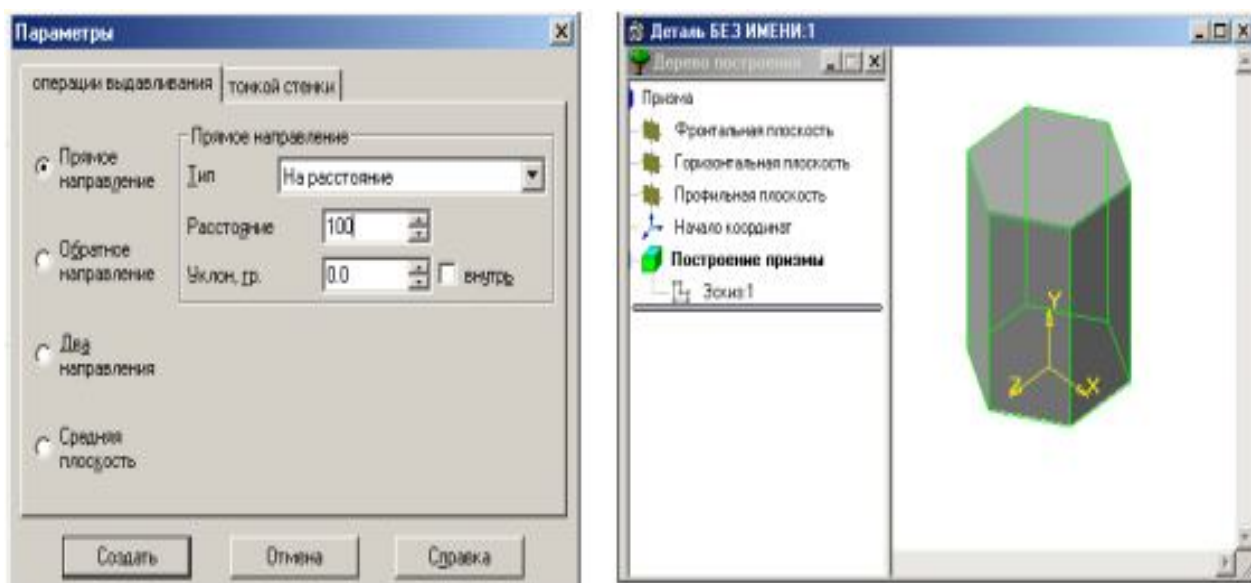 Параметры
операции выдавливания
тонкой стенки
Прямое
направление
Обратное
направление
Два
направления
Средняя
плоскость
Прямое направление
Тип
На расстояние
Расстояние
100
Уклон, гр.
0.0
внутрь
Создать
Отмена
Справка
Деталь БЕЗ ИМЕНИ:1
Дерево построения
Призма
Фронтальная плоскость
Горизонтальная плоскость
Профильная плоскость
Начало координат
Построение призмы
Эскиз:1
Y
Z
X